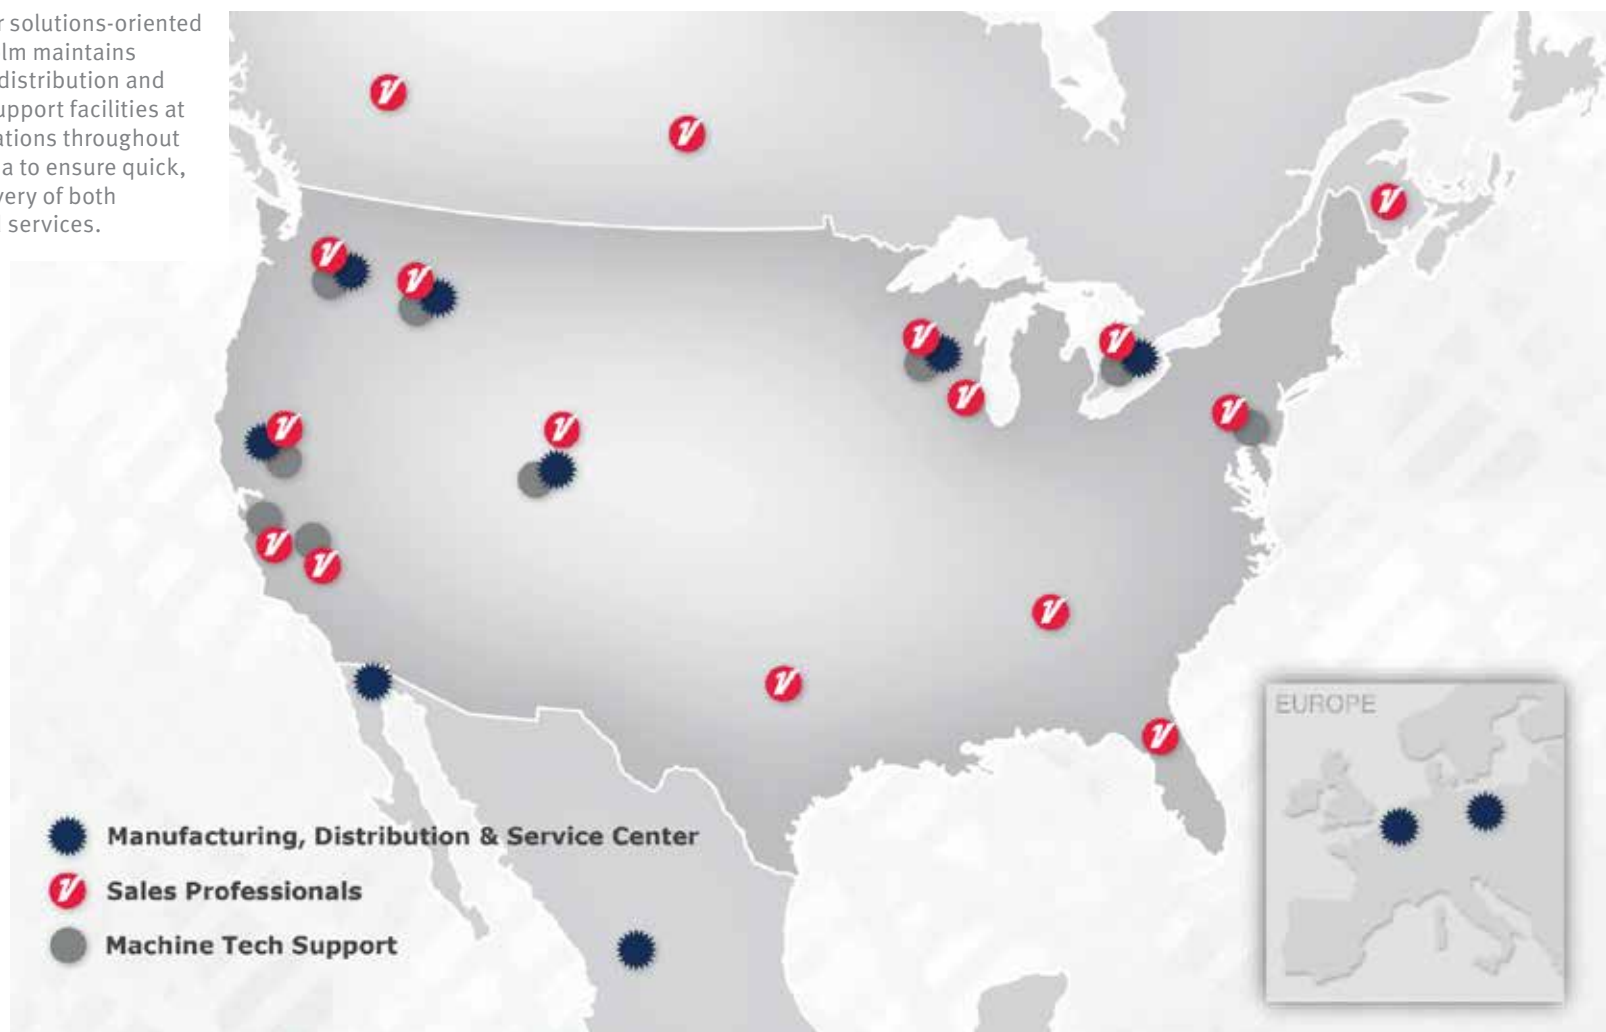 r solutions-oriented
lm maintains
distribution and
upport facilities at
ations throughout
a to ensure quick,
very of both
services.
EUROPE
Manufacturing, Distribution & Service Center
Sales Professionals
Machine Tech Support